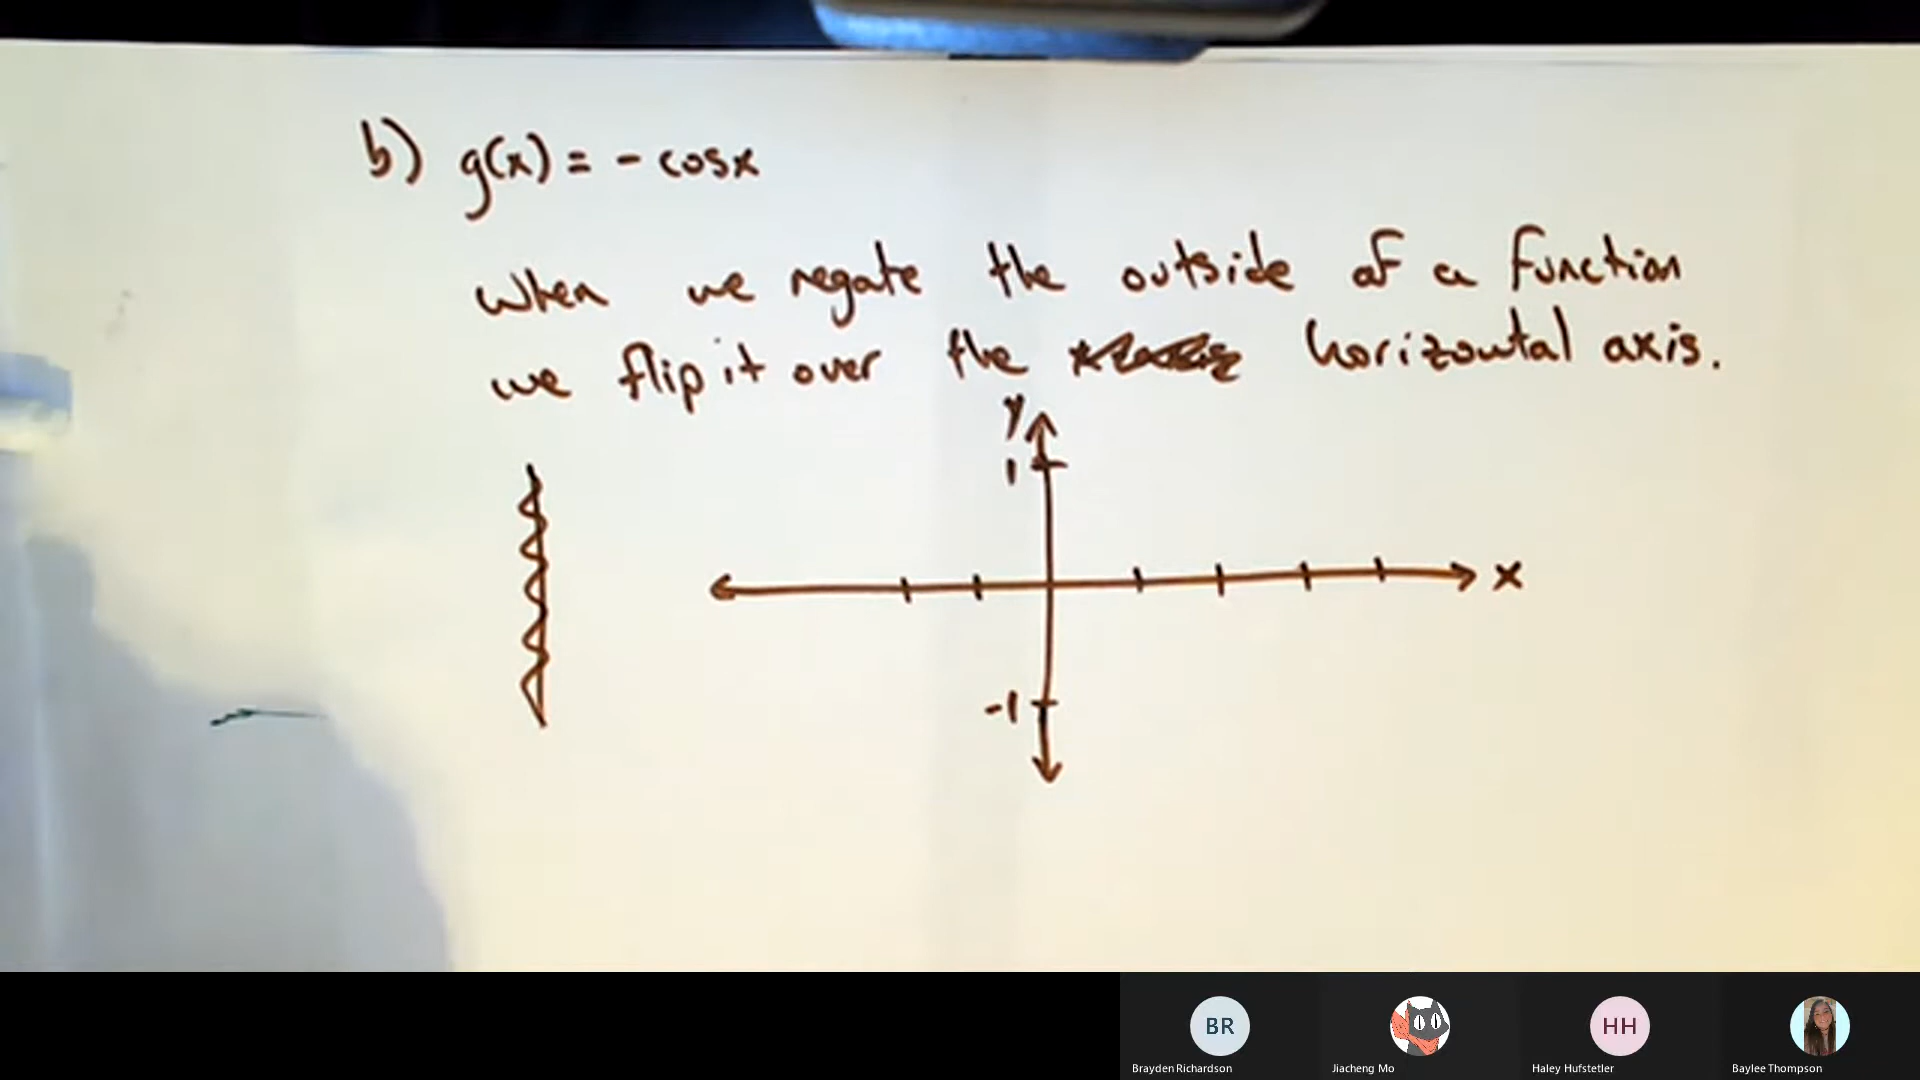 b) g(x) = - cosx
When we negate the outside of a function
we flip it over the horizontal axis.
y
1
x
-1
BR
HH
Brayden Richardson
Jiacheng Mo
Haley Hufstetler
Baylee Thompson